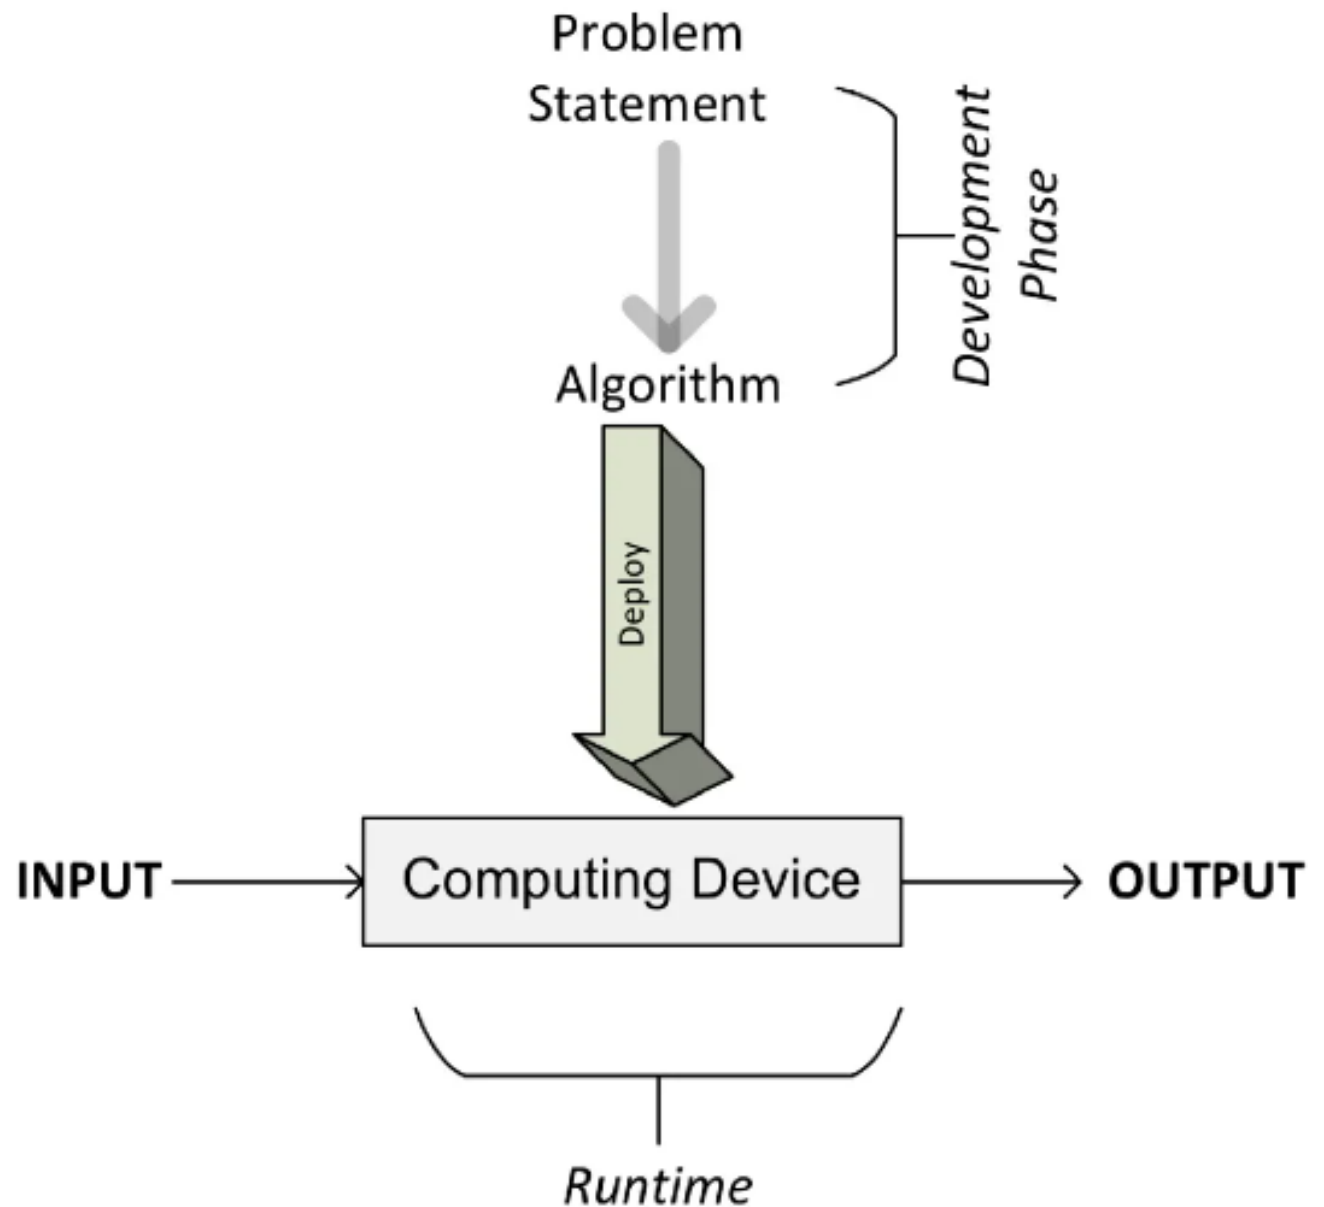 Problem
Statement
Development
Phase
Algorithm
Deploy
INPUT
Computing Device
OUTPUT
Runtime